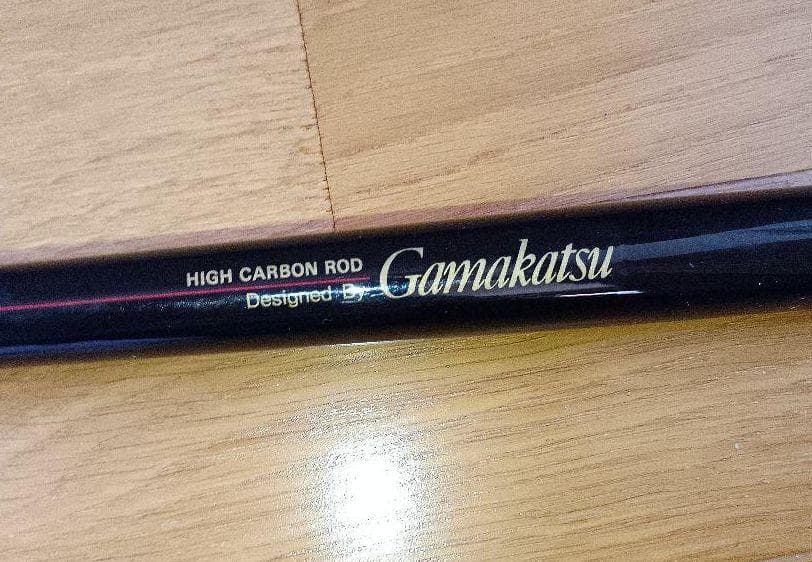 HIGH CARBON ROD
Designed By Gamakatsu